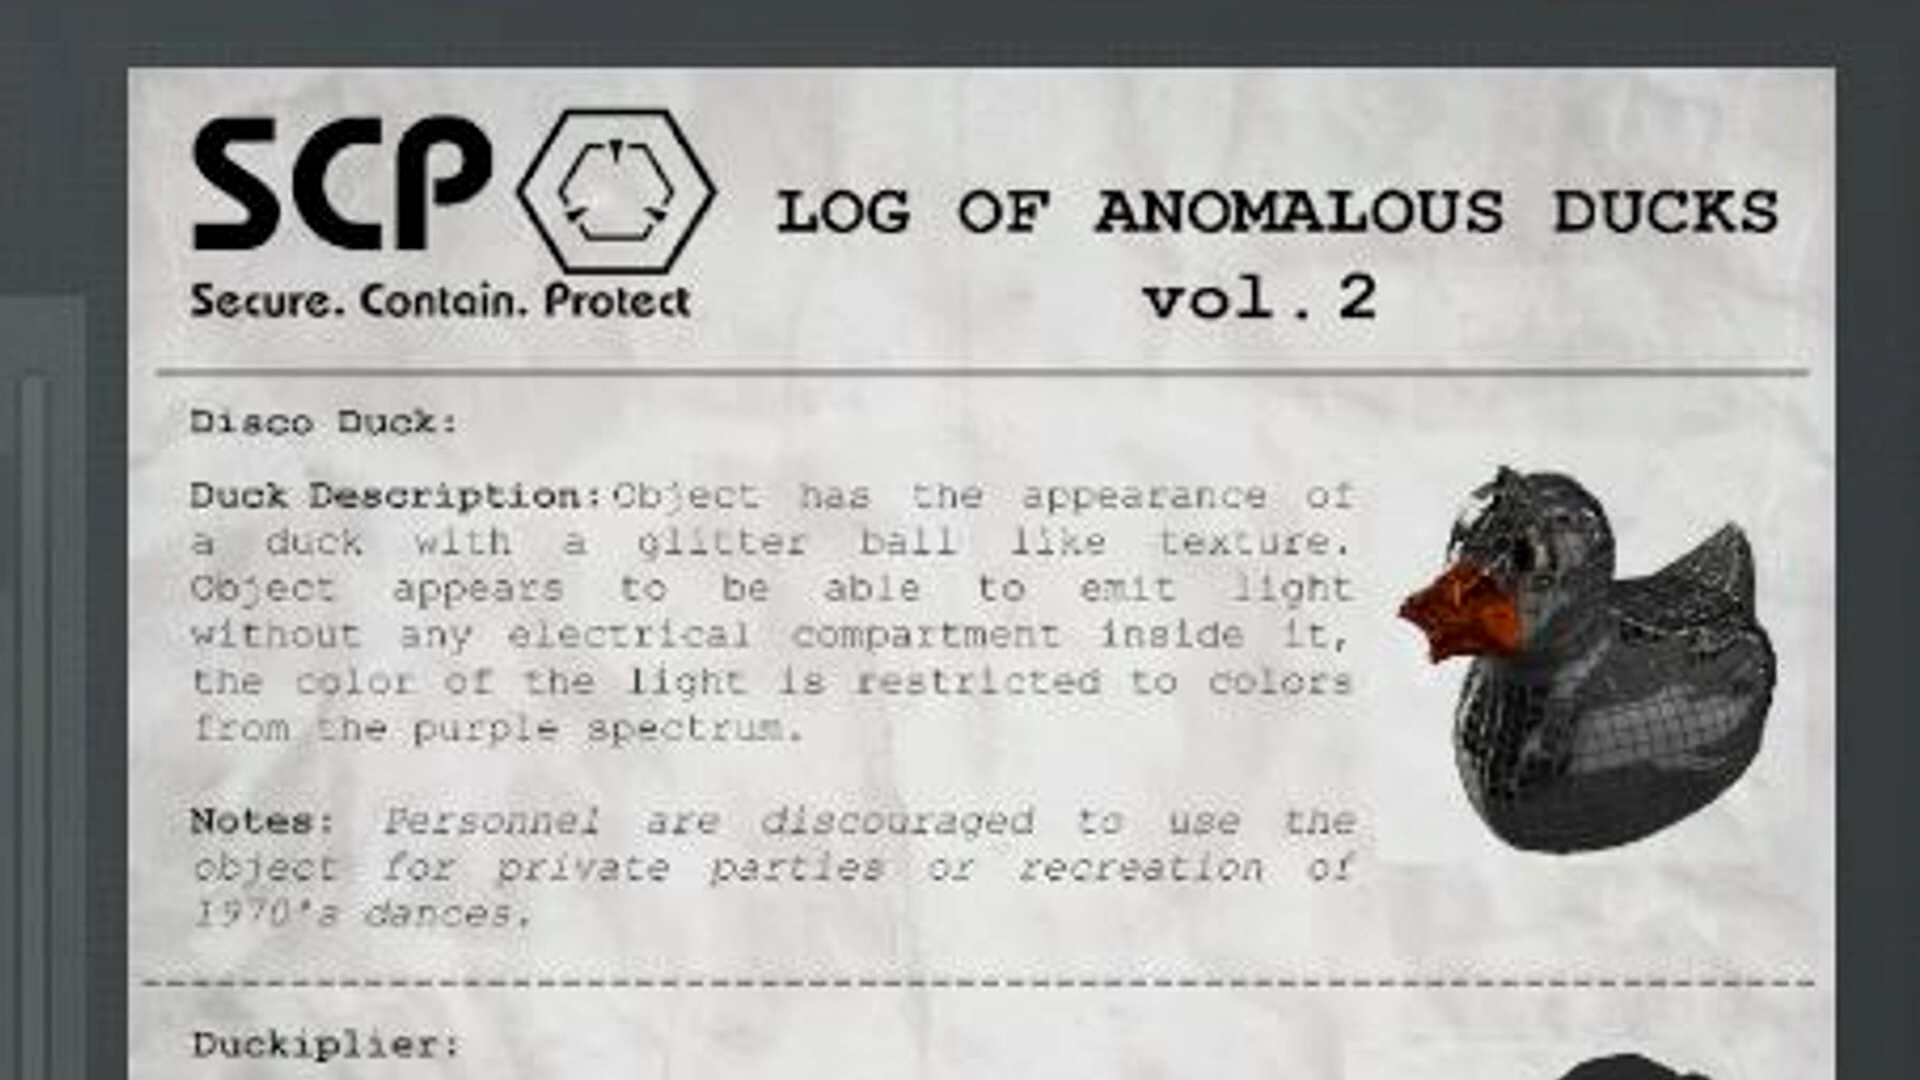 SCP
Secure. Contain. Protect
LOG OF ANOMALOUS DUCKS
vol.2
Disco Duck:
Duck Description:Object has the appearance of
a duck with a glitter ball like texture.
Object appears to be able to emit light
without any electrical compartment inside it,
the color of the light is restricted to colors
from the purple spectrum.
Notes: Personnel are discouraged to use the
object for private parties or recreation of
1970's dances.
Duckiplier: